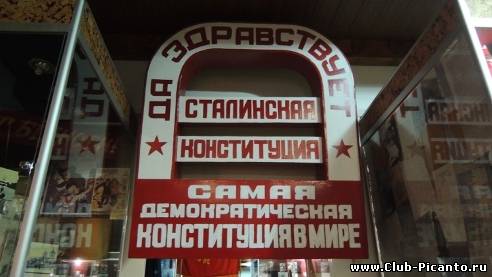 ДА ЗДРАВСТВУЕТ
СТАЛИНСКАЯ
КОНСТИТУЦИЯ
САМАЯ
ДЕМОКРАТИЧЕСКАЯ
КОНСТИТУЦИЯ В МИРЕ
www.Club-Picanto.ru